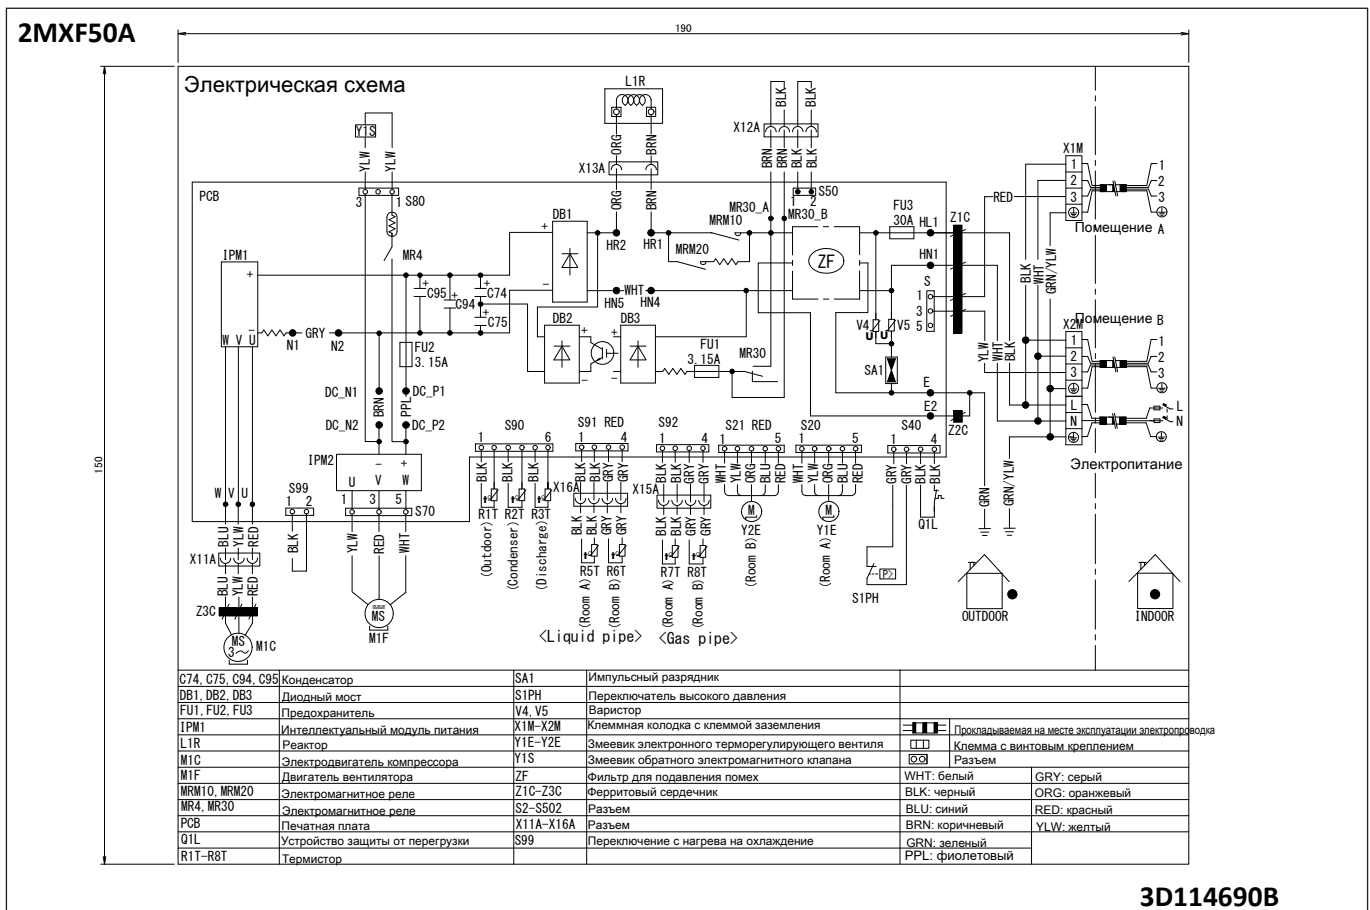 2MXF50A
190
150
Электрическая схема
L1R
Y1S
X12A
BLK BLK
YLW YLW
ORG BRN
BRN BRN BLK BLK
X13A
X1M
1 1
2 2
3 3
RED
Помещение A
PCB
3 1 S80
ORG BRN
1 2 S50
MR30_A
MR30_B
FU3
30A
HL1
Z1C
DB1
HR2
HR1
MRM10
MRM20
ZF
HN1
MR4
IPM1
+
−
C95
C94
C74
C75
HN5
WHT
HN4
S
1
3
5
BLK
WHT
GRN/YLW
N1
GRY
N2
W V U
FU2
3.15A
DB2
DB3
FU1
3.15A
MR30
V4
V5
U U
SA1
YLW
WHT
BLK
X2M
Помещение B
1 1
2 2
3 3
DC_N1
DC_P1
BRN
PPL
DC_N2
DC_P2
E
E2
Z2C
L L
N N
Электропитание
GRN
GRN/YLW
IPM2
− +
U V W
1 3 5 S70
S90
1 6
BLK BLK BLK
R1T R2T R3T
(Outdoor)
(Condenser)
(Discharge)
S91 RED
1 4
BLK BLK GRY GRY
X16A
BLK BLK GRY GRY
R5T R6T
(Room A)
(Room B)
<Liquid pipe>
S92
1 4
BLK BLK GRY GRY
X15A
BLK BLK GRY GRY
R7T R8T
(Room A)
(Room B)
<Gas pipe>
S21 RED
1 5
WHT YLW ORG BLU RED
M
Y2E
(Room B)
S20
1 5
WHT YLW ORG BLU RED
M
Y1E
(Room A)
S40
1 4
GRY GRY BLK BLK
Q1L
P>
S1PH
W V U
S99
1 2
BLK
BLU YLW RED
X11A
BLU YLW RED
Z3C
MS
3~
M1C
YLW RED WHT
MS
M1F
OUTDOOR
INDOOR
C74, C75, C94, C95 Конденсатор SA1 Импульсный разрядник
DB1, DB2, DB3 Диодный мост S1PH Переключатель высокого давления
FU1, FU2, FU3 Предохранитель V4, V5 Варистор
IPM1 Интеллектуальный модуль питания X1M-X2M Клеммная колодка с клеммой заземления Прокладываемая на месте эксплуатации электропроводка
L1R Реактор Y1E-Y2E Змеевик электронного терморегулирующего вентиля Клемма с винтовым креплением
M1C Электродвигатель компрессора Y1S Змеевик обратного электромагнитного клапана Разъем
M1F Двигатель вентилятора ZF Фильтр для подавления помех WHT: белый GRY: серый
MRM10, MRM20 Электромагнитное реле Z1C-Z3C Ферритовый сердечник BLK: черный ORG: оранжевый
MR4, MR30 Электромагнитное реле S2-S502 Разъем BLU: синий RED: красный
PCB Печатная плата X11A-X16A Разъем BRN: коричневый YLW: желтый
Q1L Устройство защиты от перегрузки S99 Переключение с нагрева на охлаждение GRN: зеленый
R1T-R8T Термистор PPL: фиолетовый
3D114690B